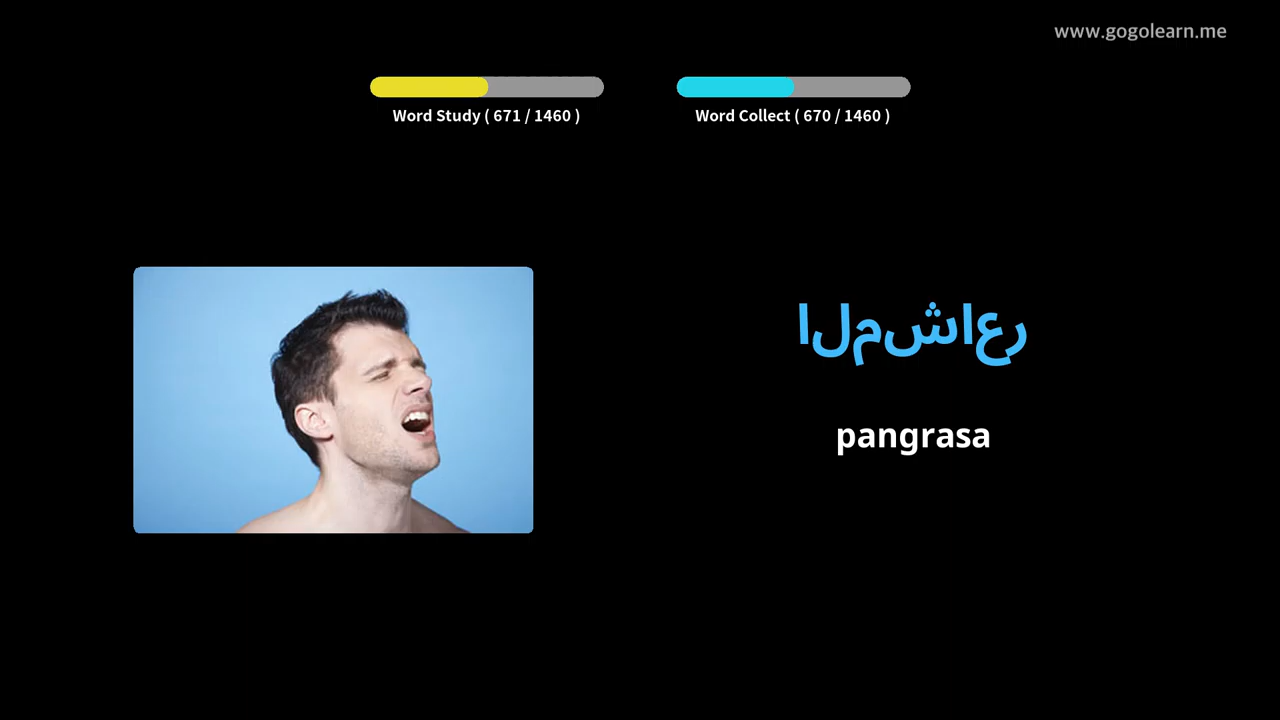 www.gogolearn.me
Word Study ( 671 / 1460 )
Word Collect ( 670 / 1460 )
المشاعر
pangrasa